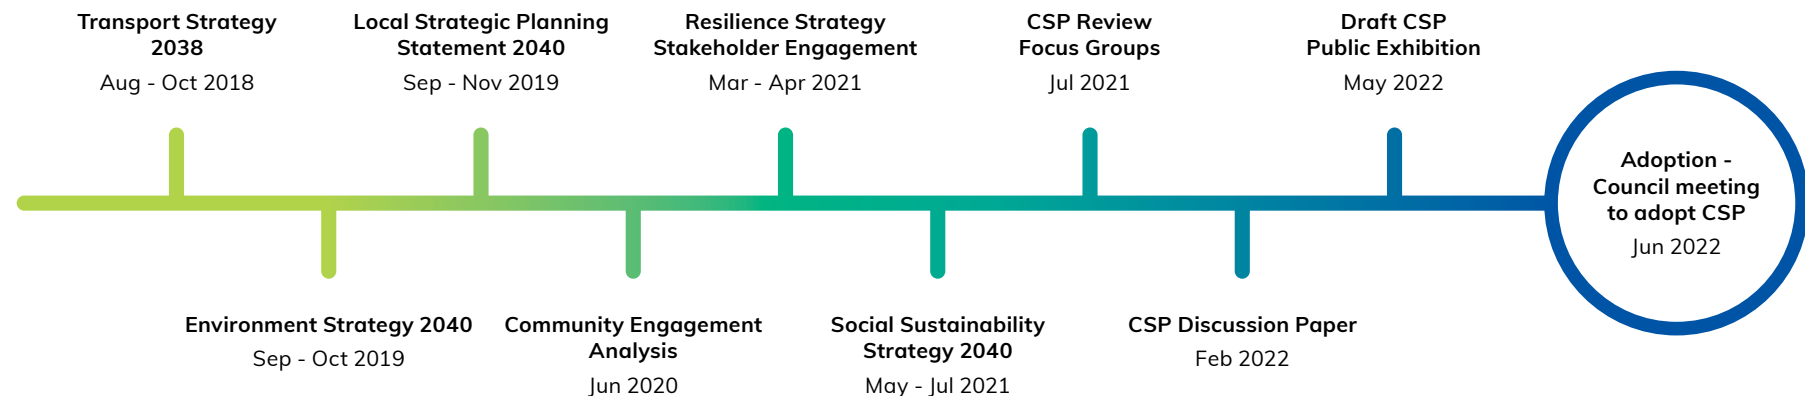 Transport Strategy
2038
Aug - Oct 2018
Local Strategic Planning
Statement 2040
Sep - Nov 2019
Resilience Strategy
Stakeholder Engagement
Mar - Apr 2021
CSP Review
Focus Groups
Jul 2021
Draft CSP
Public Exhibition
May 2022
Adoption -
Council meeting
to adopt CSP
Jun 2022
Environment Strategy 2040
Sep - Oct 2019
Community Engagement
Analysis
Jun 2020
Social Sustainability
Strategy 2040
May - Jul 2021
CSP Discussion Paper
Feb 2022